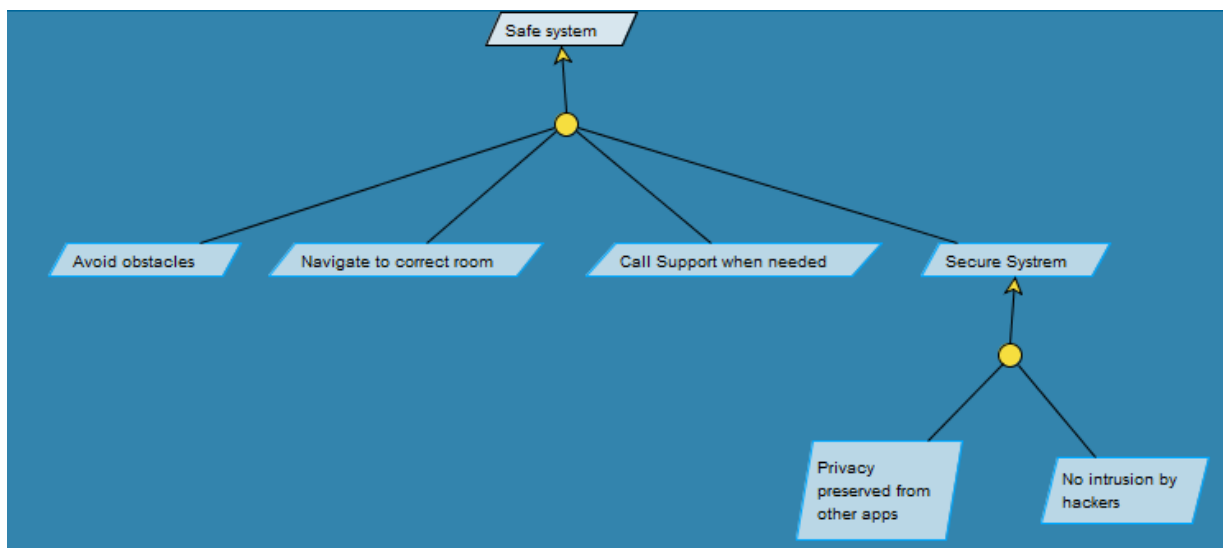 Safe system
Avoid obstacles
Navigate to correct room
Call Support when needed
Secure Systrem
Privacy
preserved from
other apps
No intrusion by
hackers